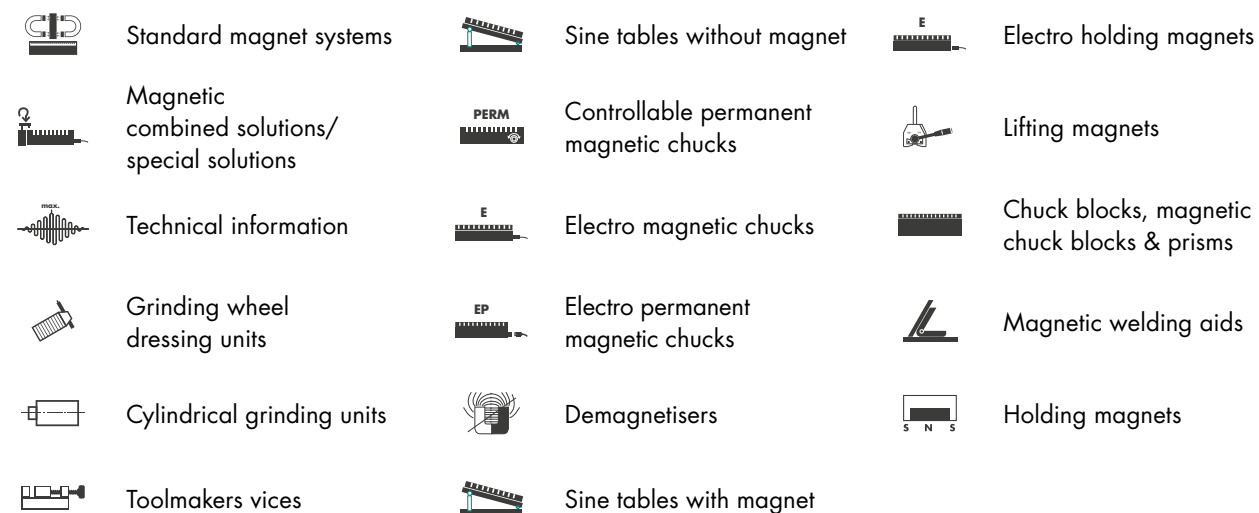 Standard magnet systems
Magnetic
combined solutions/
special solutions
max.
Technical information
Grinding wheel
dressing units
Cylindrical grinding units
Toolmakers vices
Sine tables without magnet
PERM
Controllable permanent
magnetic chucks
E
Electro magnetic chucks
EP
Electro permanent
magnetic chucks
Demagnetisers
Sine tables with magnet
E
Electro holding magnets
Lifting magnets
Chuck blocks, magnetic
chuck blocks & prisms
Magnetic welding aids
S N S
Holding magnets